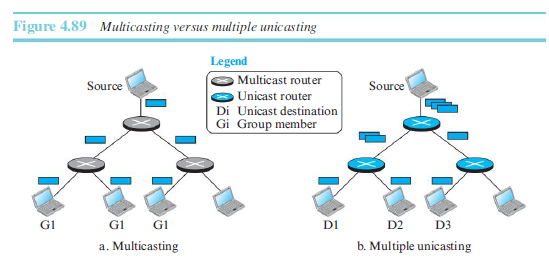 Figure 4.89 Multicasting versus multiple unicasting
Legend
Multicast router
Unicast router
Di Unicast destination
Gi Group member
Source
Source
G1 G1 G1
D1 D2 D3
a. Multicasting
b. Multiple unicasting